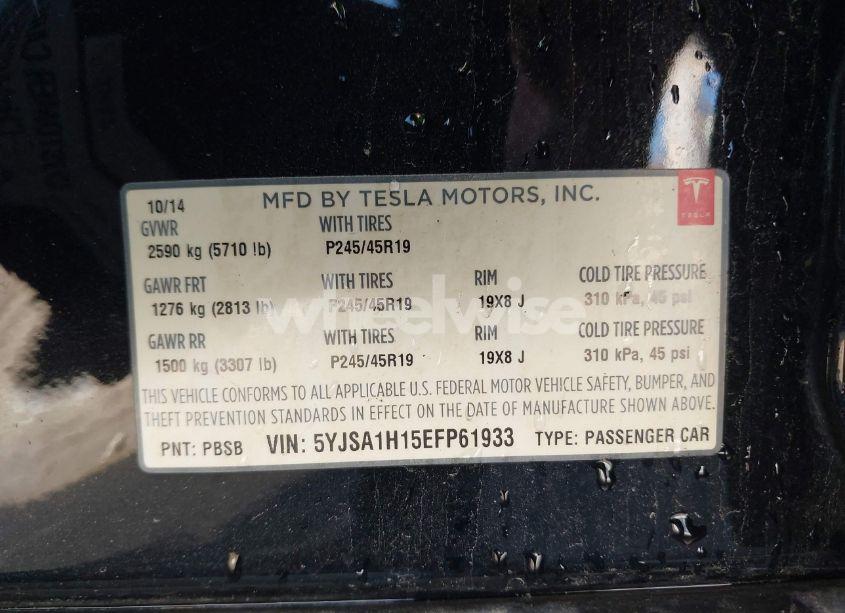 10/14 MFD BY TESLA MOTORS, INC.
TESLA
GVWR WITH TIRES
2590 kg (5710 lb) P245/45R19
GAWR FRT WITH TIRES RIM COLD TIRE PRESSURE
1276 kg (2813 lb) P245/45R19 19X8 J 310 kPa, 45 psi
wheelwise
GAWR RR WITH TIRES RIM COLD TIRE PRESSURE
1500 kg (3307 lb) P245/45R19 19X8 J 310 kPa, 45 psi
THIS VEHICLE CONFORMS TO ALL APPLICABLE U.S. FEDERAL MOTOR VEHICLE SAFETY, BUMPER, AND
THEFT PREVENTION STANDARDS IN EFFECT ON THE DATE OF MANUFACTURE SHOWN ABOVE.
PNT: PBSB VIN: 5YJSA1H15EFP61933 TYPE: PASSENGER CAR